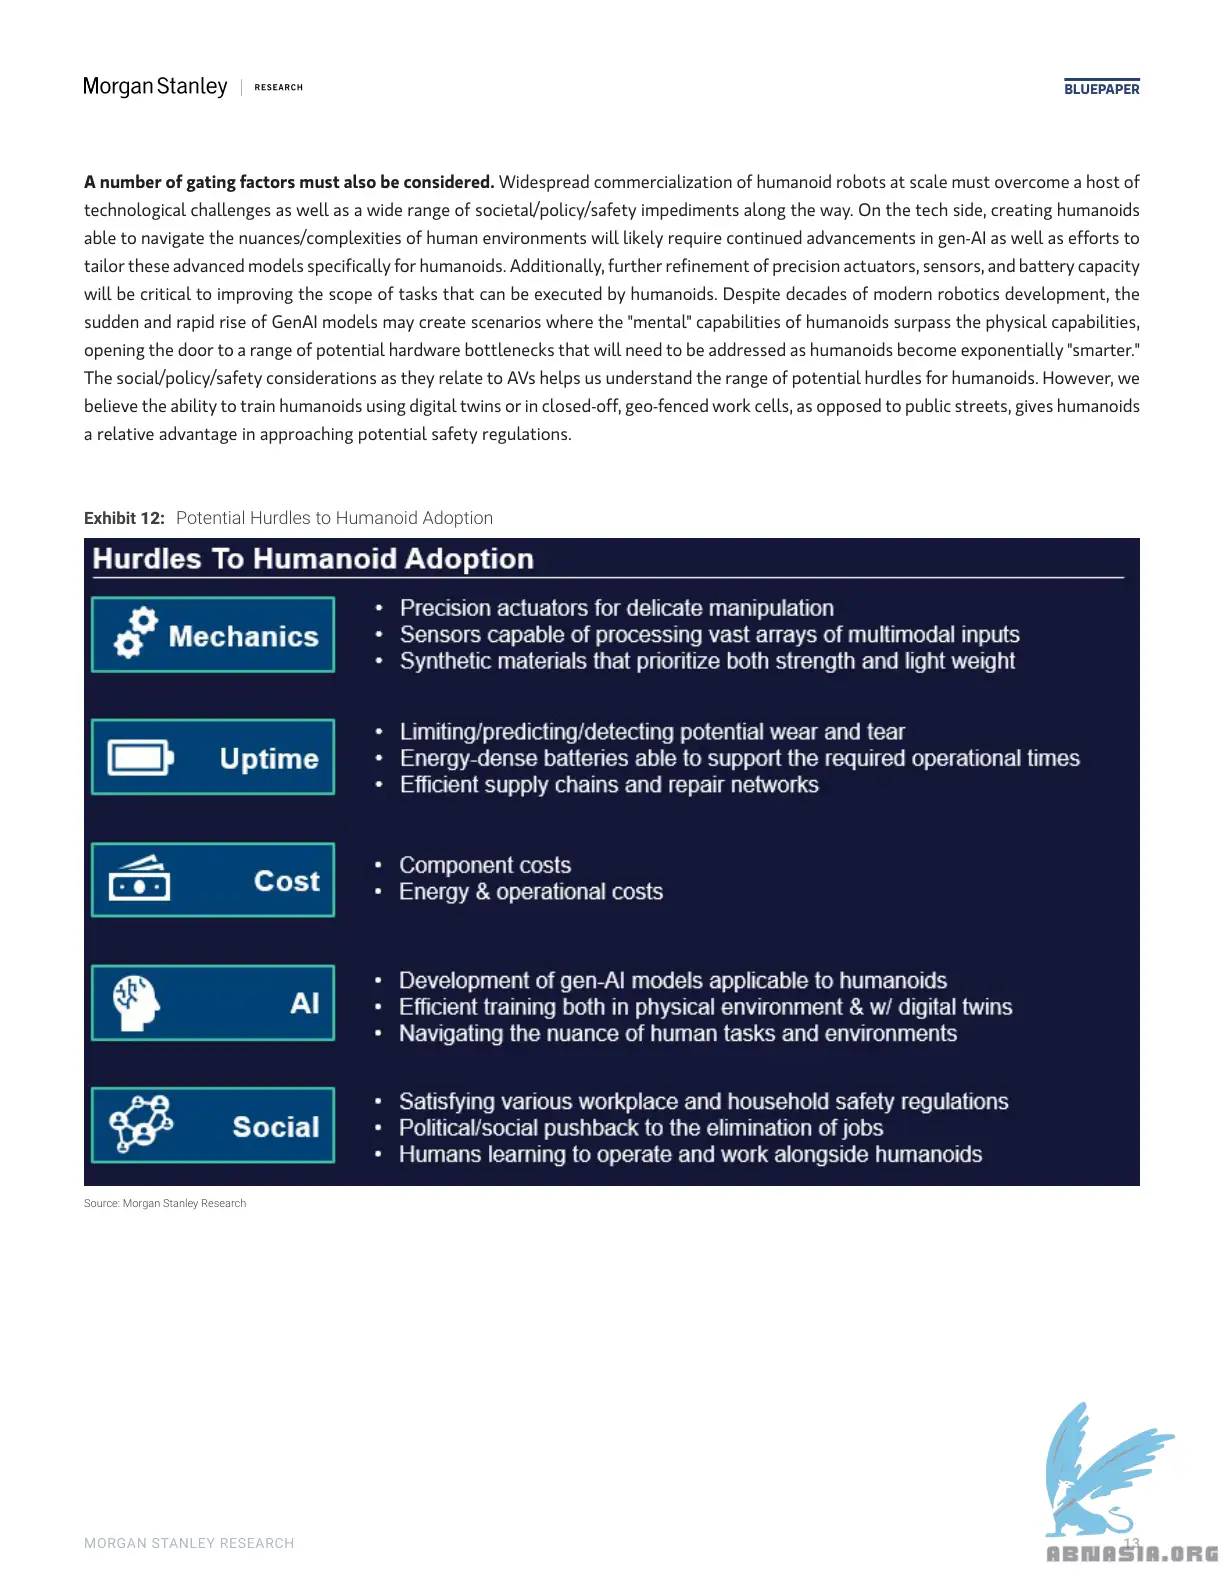 Morgan Stanley | RESEARCH
BLUEPAPER
A number of gating factors must also be considered. Widespread commercialization of humanoid robots at scale must overcome a host of
technological challenges as well as a wide range of societal/policy/safety impediments along the way. On the tech side, creating humanoids
able to navigate the nuances/complexities of human environments will likely require continued advancements in gen-AI as well as efforts to
tailor these advanced models specifically for humanoids. Additionally, further refinement of precision actuators, sensors, and battery capacity
will be critical to improving the scope of tasks that can be executed by humanoids. Despite decades of modern robotics development, the
sudden and rapid rise of GenAI models may create scenarios where the "mental" capabilities of humanoids surpass the physical capabilities,
opening the door to a range of potential hardware bottlenecks that will need to be addressed as humanoids become exponentially "smarter."
The social/policy/safety considerations as they relate to AVs helps us understand the range of potential hurdles for humanoids. However, we
believe the ability to train humanoids using digital twins or in closed-off, geo-fenced work cells, as opposed to public streets, gives humanoids
a relative advantage in approaching potential safety regulations.
Exhibit 12: Potential Hurdles to Humanoid Adoption
Hurdles To Humanoid Adoption
Mechanics
• Precision actuators for delicate manipulation
• Sensors capable of processing vast arrays of multimodal inputs
• Synthetic materials that prioritize both strength and light weight
Uptime
• Limiting/predicting/detecting potential wear and tear
• Energy-dense batteries able to support the required operational times
• Efficient supply chains and repair networks
Cost
• Component costs
• Energy & operational costs
AI
• Development of gen-AI models applicable to humanoids
• Efficient training both in physical environment & w/ digital twins
• Navigating the nuance of human tasks and environments
Social
• Satisfying various workplace and household safety regulations
• Political/social pushback to the elimination of jobs
• Humans learning to operate and work alongside humanoids
Source: Morgan Stanley Research
MORGAN STANLEY RESEARCH
13
ABNASIA.ORG